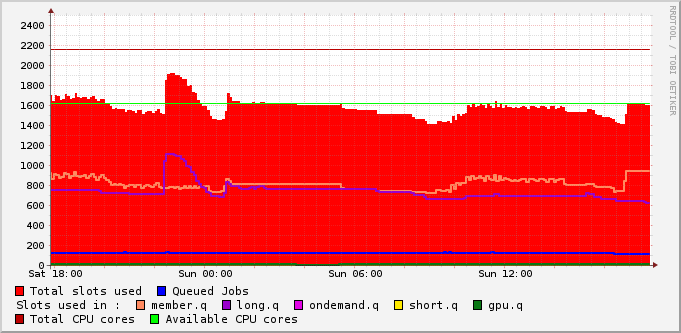 2400
2200
2000
1800
1600
1400
1200
1000
800
600
400
200
0
Sat 18:00 Sun 00:00 Sun 06:00 Sun 12:00
Total slots used Queued Jobs
Slots used in : member.q long.q ondemand.q short.q gpu.q
Total CPU cores Available CPU cores
RRDTOOL / TOBI OETIKER